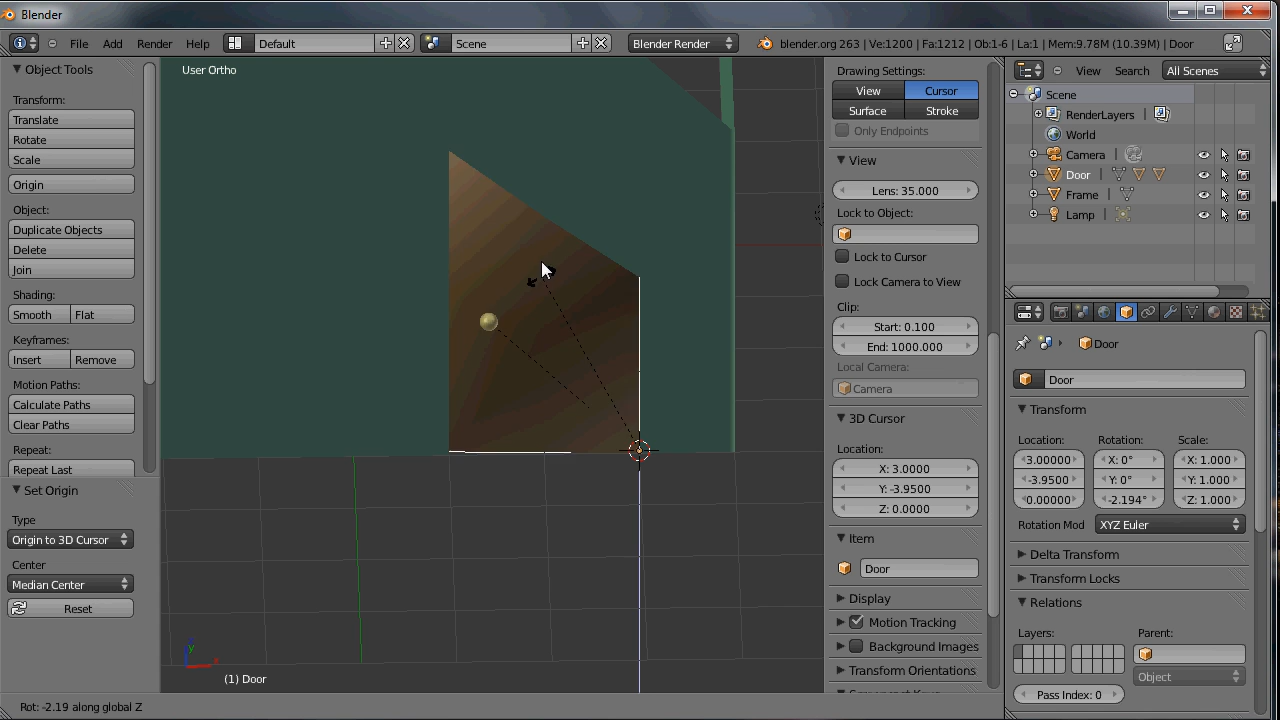 Blender
File Add Render Help Default Scene Blender Render blender.org 263 | Ve:1200 | Fa:1212 | Ob:1-6 | La:1 | Mem:9.78M (10.39M) | Door
Object Tools
Transform:
Translate
Rotate
Scale
Origin
Object:
Duplicate Objects
Delete
Join
Shading:
Smooth Flat
Keyframes:
Insert Remove
Motion Paths:
Calculate Paths
Clear Paths
Repeat:
Repeat Last
Set Origin
Type
Origin to 3D Cursor
Center
Median Center
Reset
User Ortho
y
x
(1) Door
Rot: -2.19 along global Z
Drawing Settings:
View Cursor
Surface Stroke
Only Endpoints
View
Lens: 35.000
Lock to Object:
Lock to Cursor
Lock Camera to View
Clip:
Start: 0.100
End: 1000.000
Local Camera:
Camera
3D Cursor
Location:
X: 3.0000
Y: -3.9500
Z: 0.0000
Item
Door
Display
Motion Tracking
Background Images
Transform Orientations
View Search All Scenes
Scene
RenderLayers
World
Camera
Door
Frame
Lamp
Door
Door
Transform
Location: Rotation: Scale:
3.00000 X: 0° X: 1.000
-3.9500 Y: 0° Y: 1.000
0.00000 -2.194° Z: 1.000
Rotation Mod XYZ Euler
Delta Transform
Transform Locks
Relations
Layers: Parent:
Object
Pass Index: 0